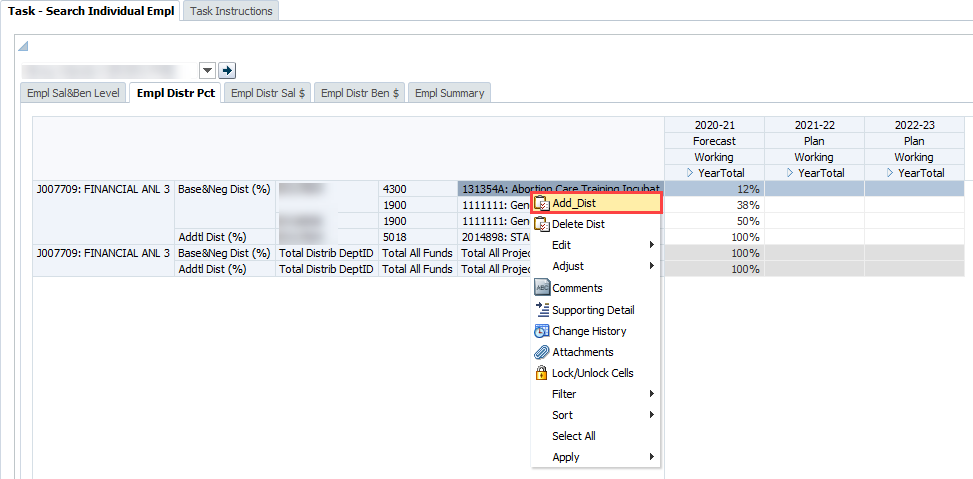 Task - Search Individual Empl Task Instructions
Empl Sal&Ben Level Empl Distr Pct Empl Distr Sal $ Empl Distr Ben $ Empl Summary
2020-21 2021-22 2022-23
Forecast Plan Plan
Working Working Working
YearTotal YearTotal YearTotal
J007709: FINANCIAL ANL 3 Base&Neg Dist (%) 4300 131354A: Abortion Care Training Incubat 12%
1900 1111111: Gen 38%
1900 1111111: Gen 50%
Addtl Dist (%) 5018 2014898: STA 100%
J007709: FINANCIAL ANL 3 Base&Neg Dist (%) Total Distrib DeptID Total All Funds Total All Projec 100%
Addtl Dist (%) Total Distrib DeptID Total All Funds Total All Projec 100%
Add_Dist
Delete Dist
Edit
Adjust
ABC Comments
Supporting Detail
Change History
Attachments
Lock/Unlock Cells
Filter
Sort
Select All
Apply